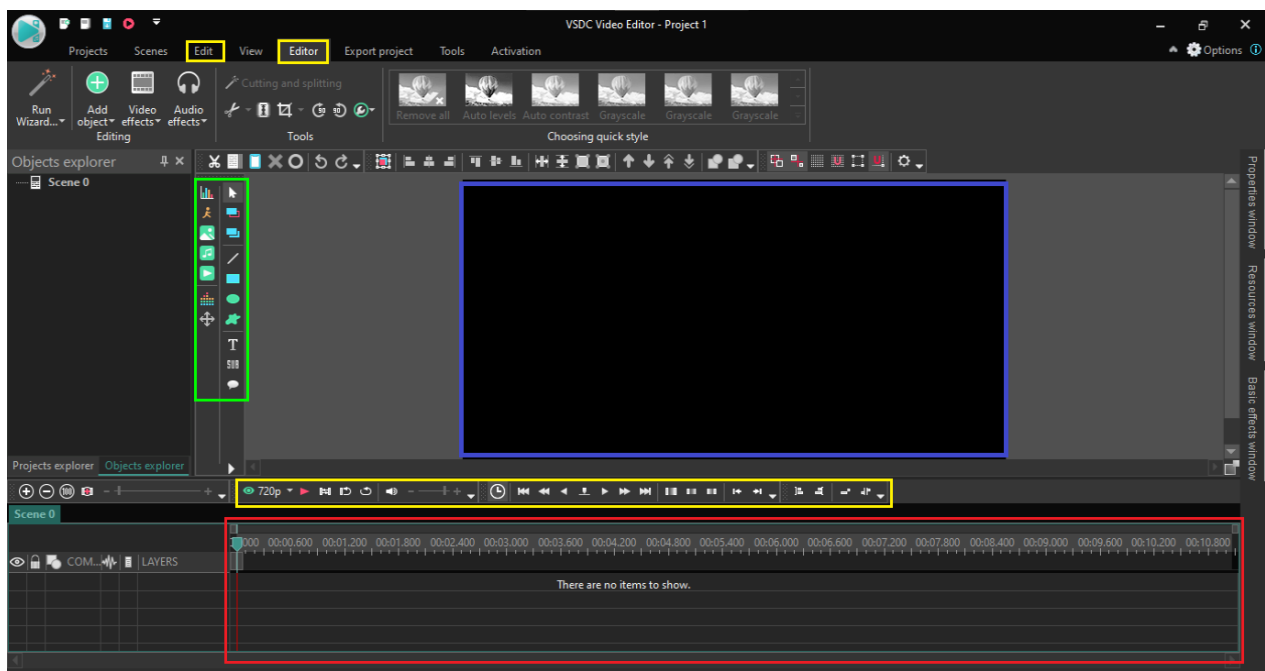 VSDC Video Editor - Project 1
Projects Scenes Edit View Editor Export project Tools Activation Options
Run Wizard...
Add object
Video effects
Audio effects
Editing
Cutting and splitting
Tools
Remove all Auto levels Auto contrast Grayscale Grayscale Grayscale
Choosing quick style
Objects explorer
Scene 0
T
SUB
Properties window
Resources window
Basic effects window
Projects explorer Objects explorer
720p
Scene 0
000 00:00.600 00:01.200 00:01.800 00:02.400 00:03.000 00:03.600 00:04.200 00:04.800 00:05.400 00:06.000 00:06.600 00:07.200 00:07.800 00:08.400 00:09.000 00:09.600 00:10.200 00:10.800
COM... LAYERS
There are no items to show.